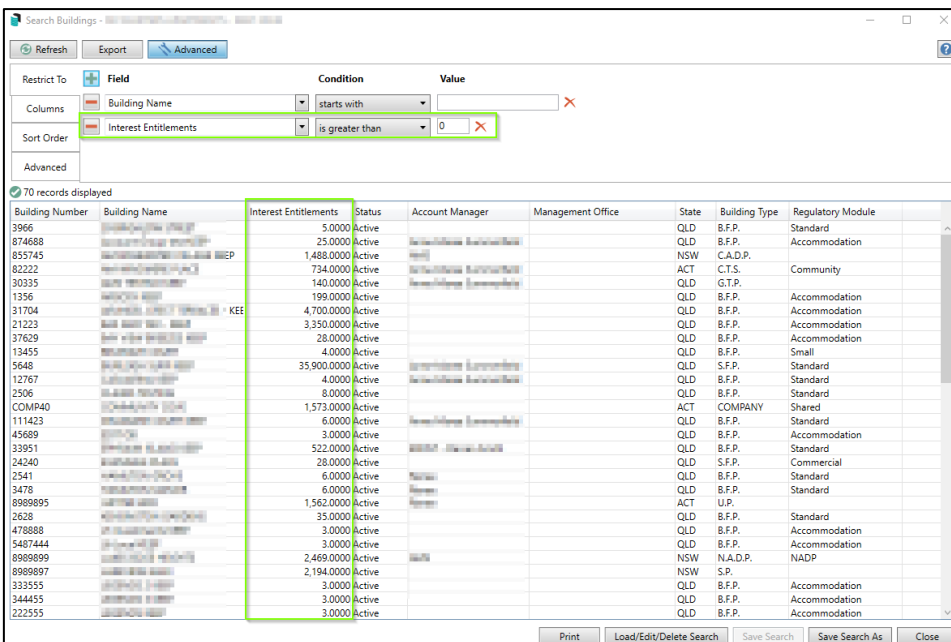 Search Buildings -
Refresh Export Advanced
Restrict To Field Condition Value
Columns Building Name starts with
Interest Entitlements is greater than 0
Sort Order
Advanced
70 records displayed
Building Number Building Name Interest Entitlements Status Account Manager Management Office State Building Type Regulatory Module
3966 5.0000 Active QLD B.F.P. Standard
874688 25.0000 Active QLD B.F.P. Accommodation
855745 1,488.0000 Active NSW C.A.D.P.
82222 734.0000 Active ACT C.T.S. Community
30335 140.0000 Active QLD G.T.P.
1356 199.0000 Active QLD B.F.P. Accommodation
31704 KEE 4,700.0000 Active QLD B.F.P. Accommodation
21223 3,350.0000 Active QLD B.F.P. Accommodation
37629 28.0000 Active QLD B.F.P. Accommodation
13455 4.0000 Active QLD B.F.P. Small
5648 35,900.0000 Active QLD S.F.P. Standard
12767 4.0000 Active QLD B.F.P. Standard
2506 8.0000 Active QLD B.F.P. Standard
COMP40 1,573.0000 Active ACT COMPANY Shared
111423 6.0000 Active QLD B.F.P. Standard
45689 3.0000 Active QLD B.F.P. Accommodation
33951 522.0000 Active QLD B.F.P. Standard
24240 28.0000 Active QLD S.F.P. Commercial
2541 6.0000 Active QLD B.F.P. Standard
3478 6.0000 Active QLD B.F.P. Standard
8989895 1,562.0000 Active ACT U.P.
2628 35.0000 Active QLD B.F.P. Standard
478888 3.0000 Active QLD B.F.P. Accommodation
5487444 3.0000 Active QLD B.F.P. Accommodation
8989899 2,469.0000 Active NSW N.A.D.P. NADP
8989897 2,194.0000 Active NSW S.P.
333555 3.0000 Active QLD B.F.P. Accommodation
344455 3.0000 Active QLD B.F.P. Accommodation
222555 3.0000 Active QLD B.F.P. Accommodation
Print Load/Edit/Delete Search Save Search Save Search As Close